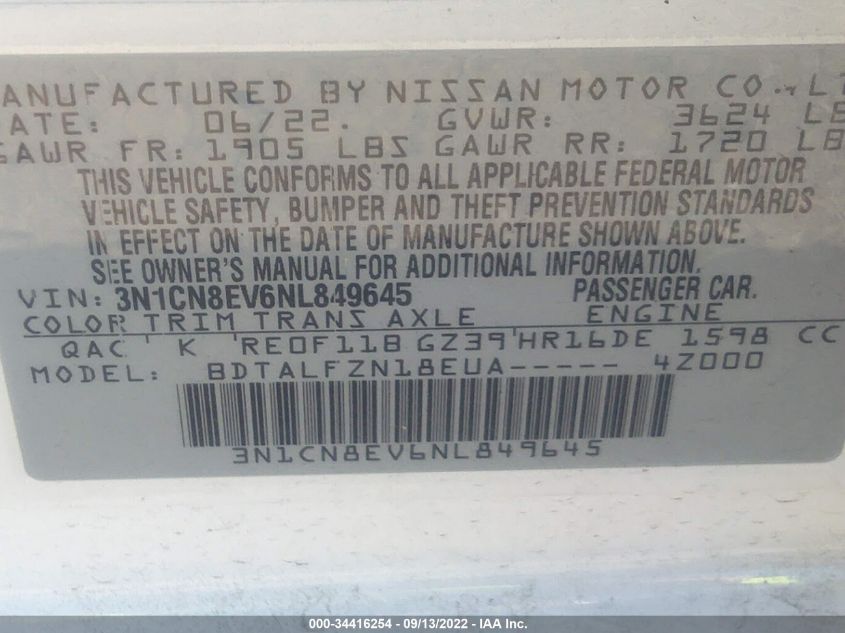 ANUFACTURED BY NISSAN MOTOR CO., LT
ATE: 06/22. GVWR: 3624 LB
GAWR FR: 1905 LBS GAWR RR: 1720 LB
THIS VEHICLE CONFORMS TO ALL APPLICABLE FEDERAL MOTOR
VEHICLE SAFETY, BUMPER AND THEFT PREVENTION STANDARDS
IN EFFECT ON THE DATE OF MANUFACTURE SHOWN ABOVE.
SEE OWNER'S MANUAL FOR ADDITIONAL INFORMATION.
VIN: 3N1CN8EV6NL849645 PASSENGER CAR.
COLOR TRIM TRANS AXLE ENGINE
QAC K RE0F11B GZ39 HR16DE 1598 CC
MODEL: BDTALFZN18EUA----- 4Z000
3N1CN8EV6NL849645
000-34416254 - 09/13/2022 - IAA Inc.